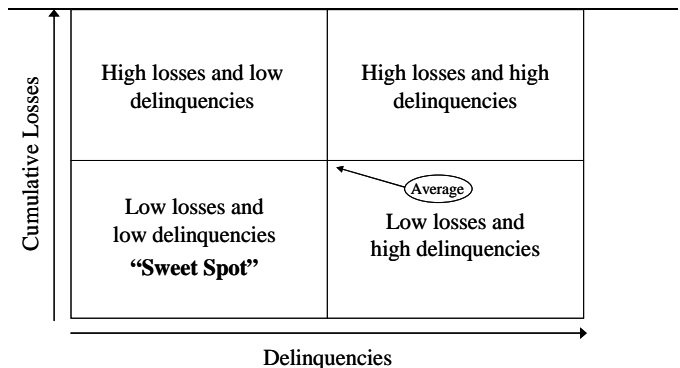 High losses and low
delinquencies
High losses and high
delinquencies
Cumulative Losses
Average
Low losses and
low delinquencies
“Sweet Spot”
Low losses and
high delinquencies
Delinquencies